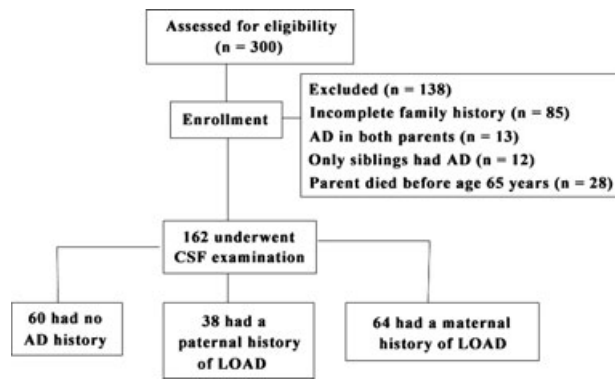 Assessed for eligibility
(n = 300)
Enrollment
Excluded (n = 138)
Incomplete family history (n = 85)
AD in both parents (n = 13)
Only siblings had AD (n = 12)
Parent died before age 65 years (n = 28)
162 underwent
CSF examination
60 had no
AD history
38 had a
paternal history
of LOAD
64 had a maternal
history of LOAD